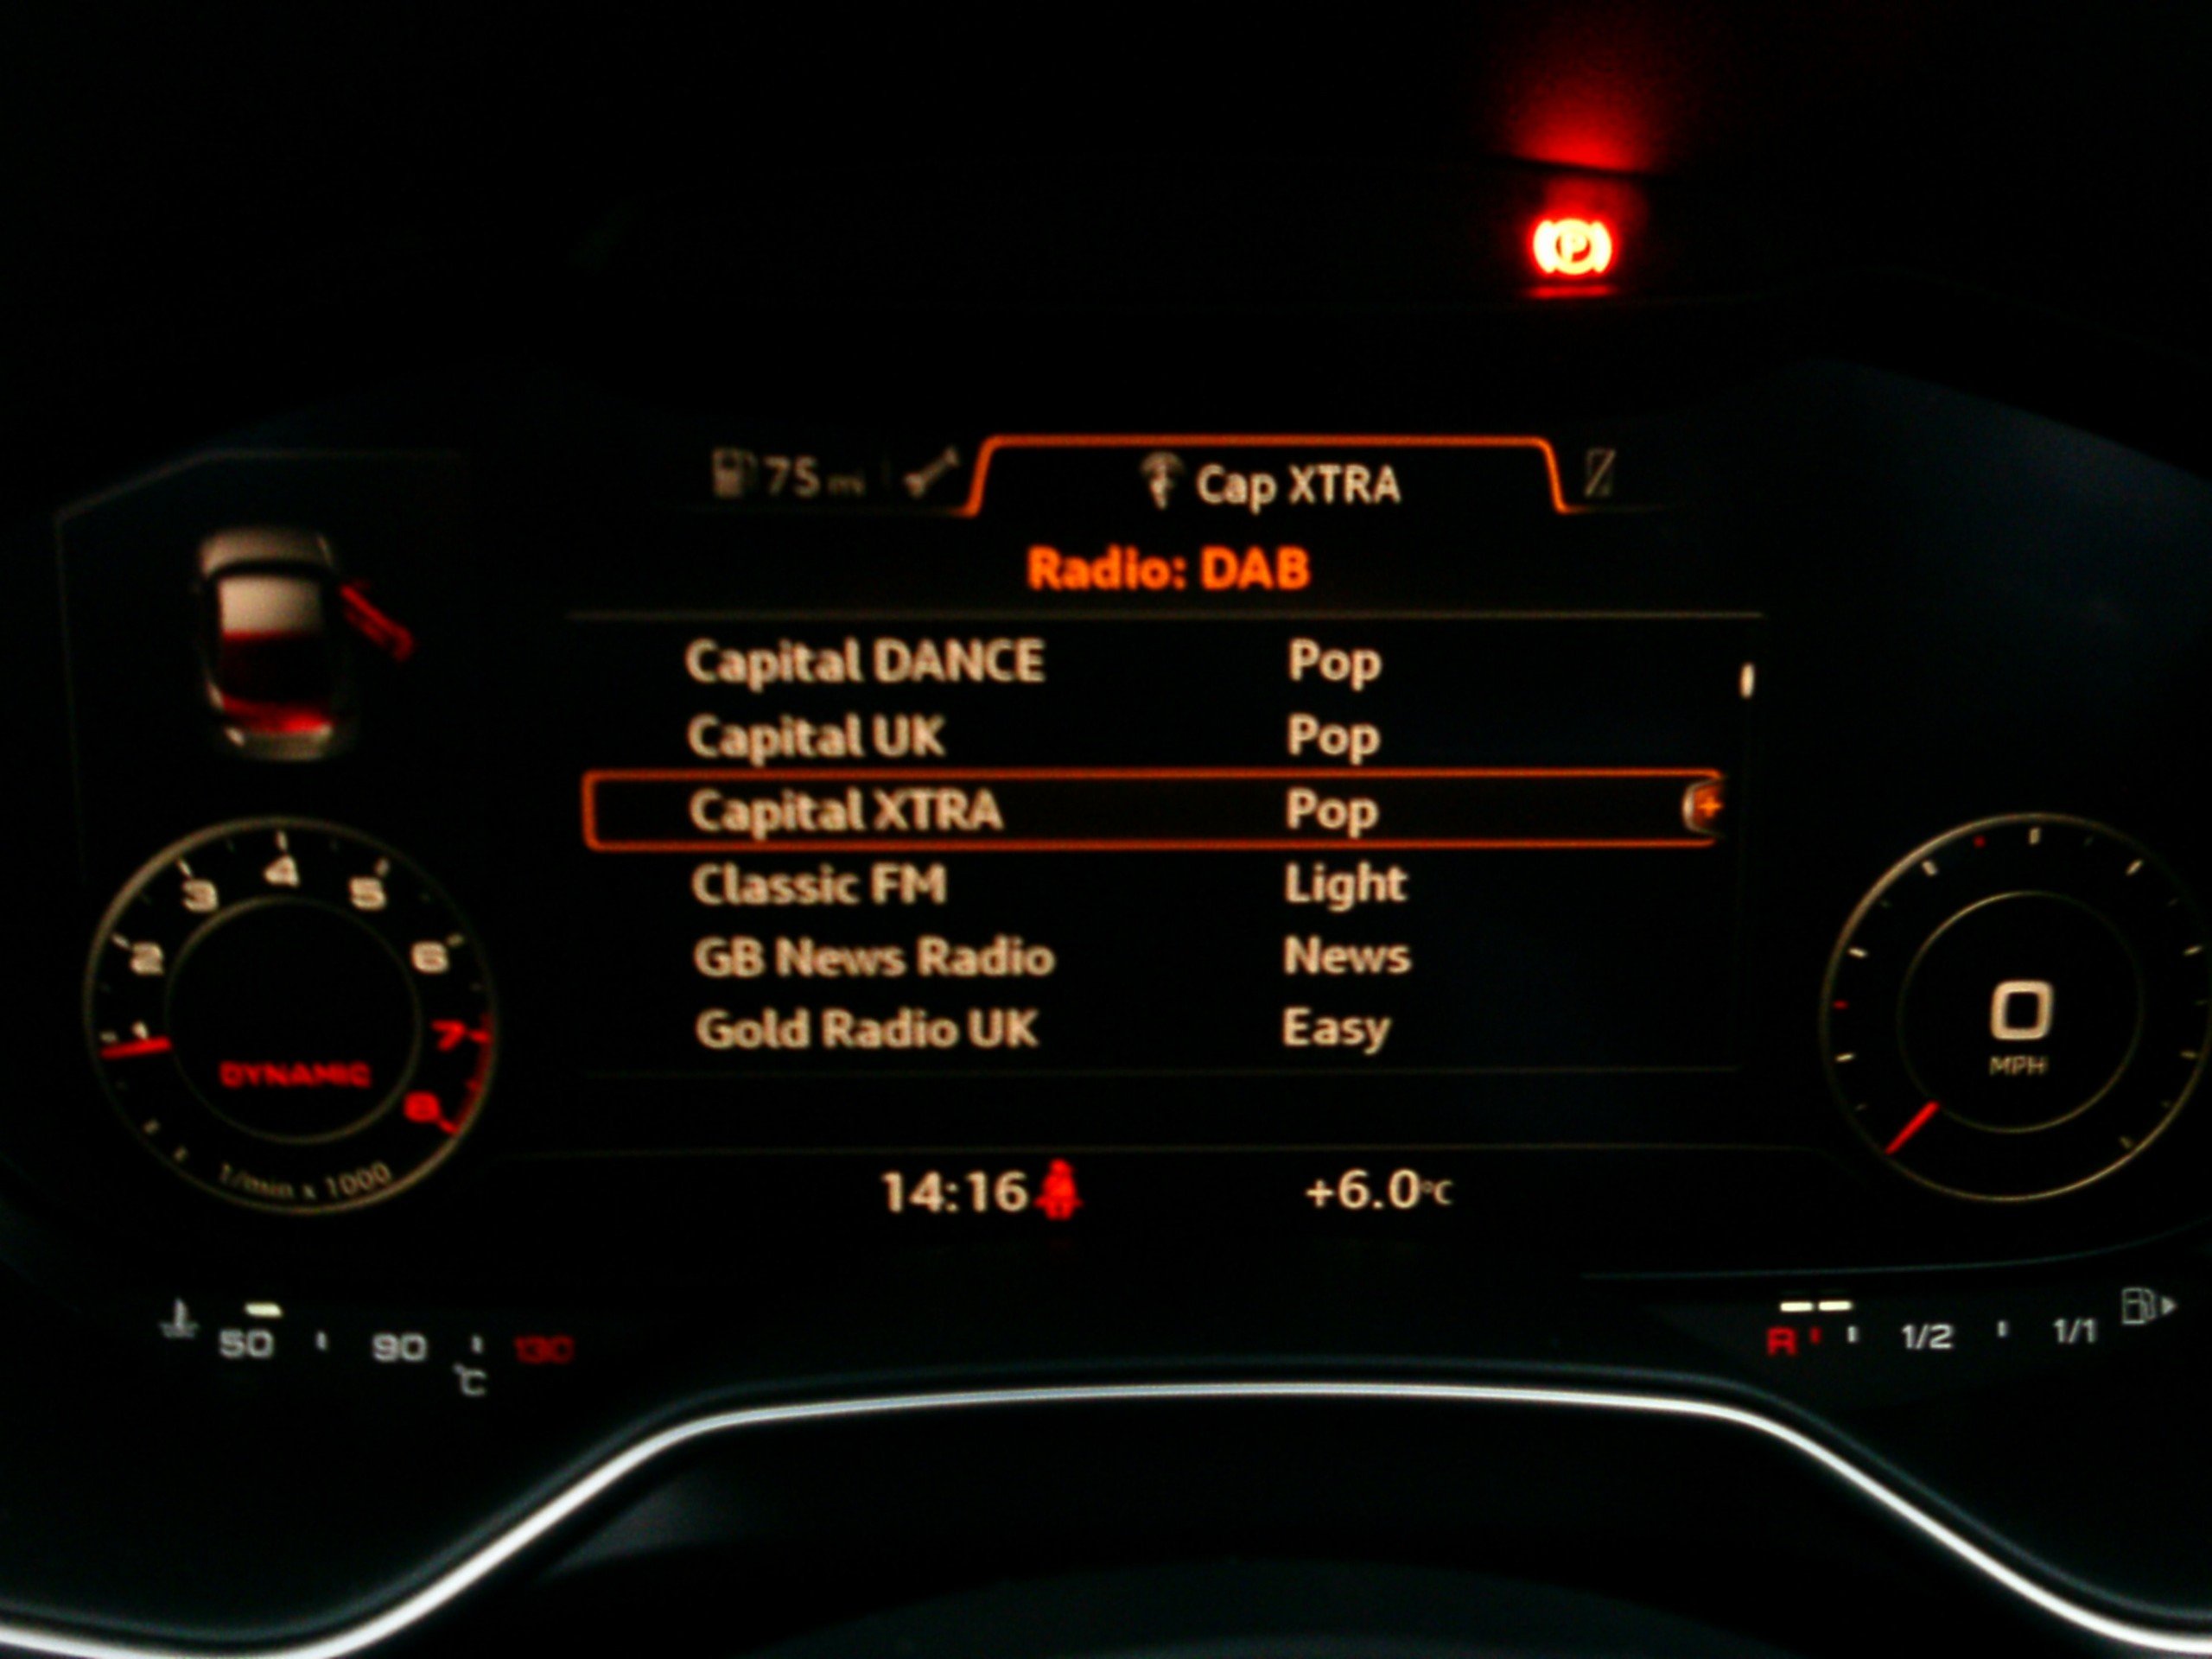 P
75 mi
Cap XTRA
Radio: DAB
Capital DANCE Pop
Capital UK Pop
Capital XTRA Pop
Classic FM Light
GB News Radio News
Gold Radio UK Easy
1 2 3 4 5 6 7 8
DYNAMIC
1/min x 1000
0
MPH
14:16 +6.0°C
50 90 130
°C
R 1/2 1/1